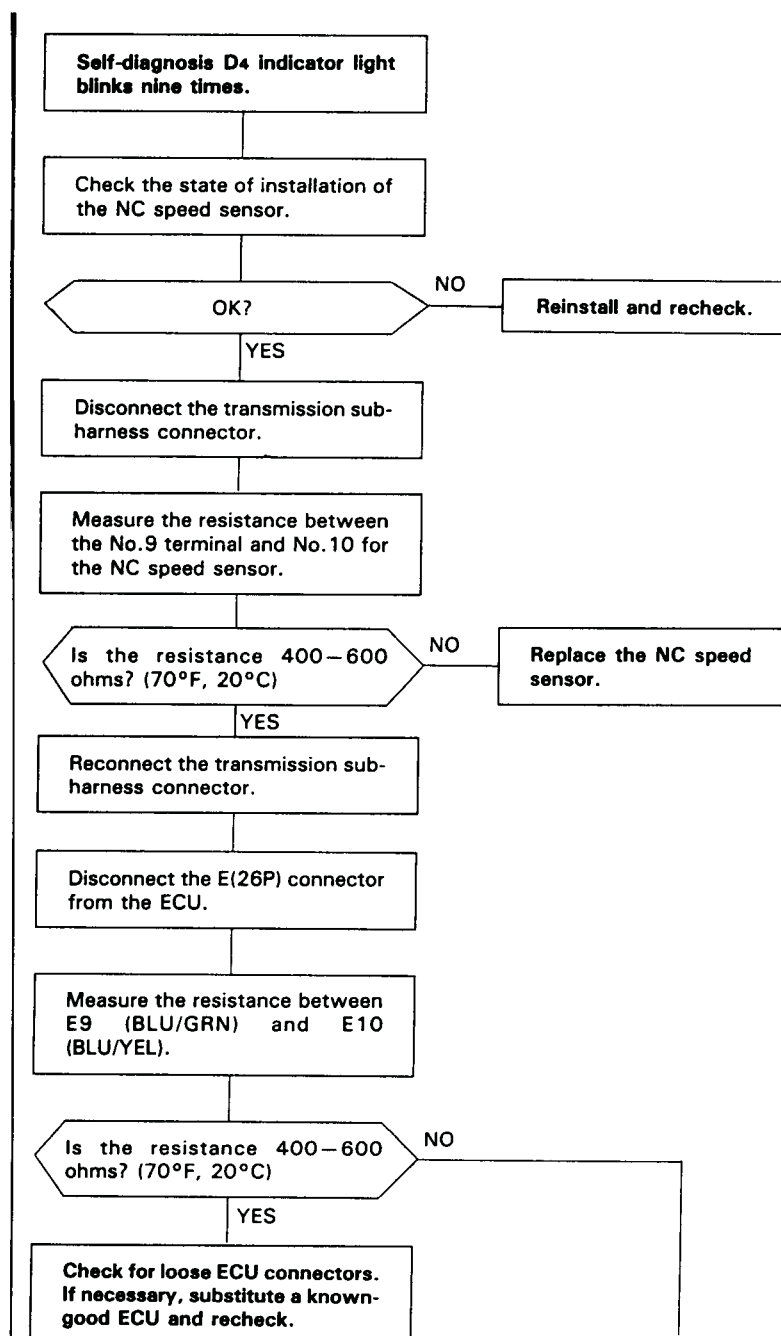 Self-diagnosis D4 indicator light
blinks nine times.
Check the state of installation of
the NC speed sensor.
OK?
NO
Reinstall and recheck.
YES
Disconnect the transmission sub-
harness connector.
Measure the resistance between
the No.9 terminal and No.10 for
the NC speed sensor.
Is the resistance 400–600
ohms? (70°F, 20°C)
NO
Replace the NC speed
sensor.
YES
Reconnect the transmission sub-
harness connector.
Disconnect the E(26P) connector
from the ECU.
Measure the resistance between
E9 (BLU/GRN) and E10
(BLU/YEL).
Is the resistance 400–600
ohms? (70°F, 20°C)
NO
YES
Check for loose ECU connectors.
If necessary, substitute a known-
good ECU and recheck.